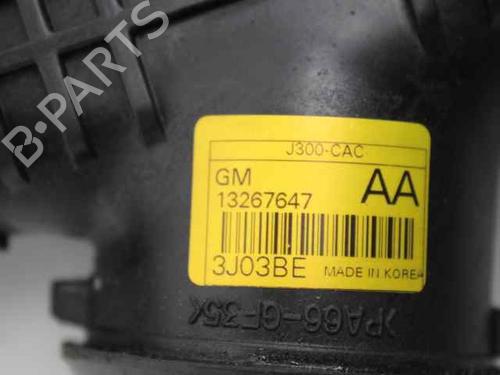 B-PARTS
J300-CAC
GM
AA
13267647
3J03BE
MADE IN KOREA
>PA66-GF35<